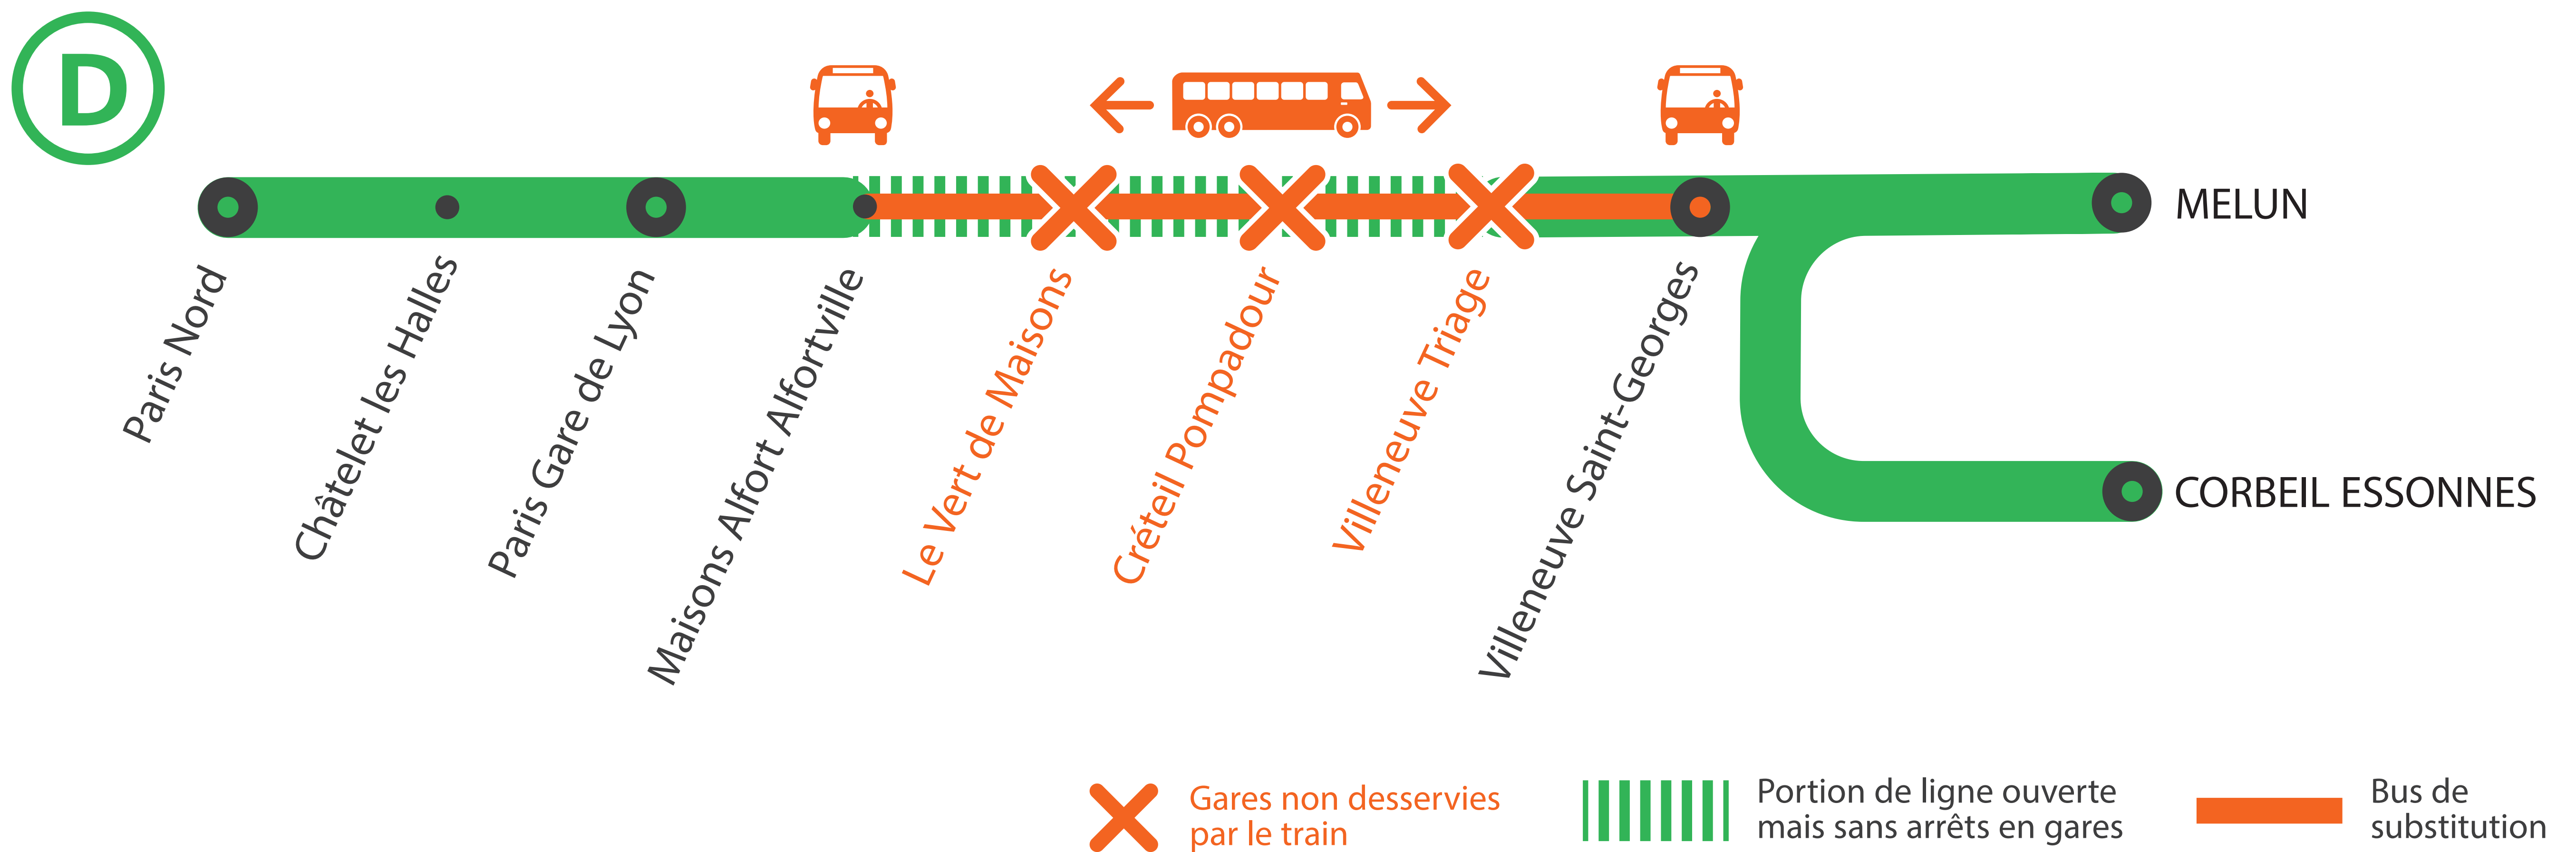 D
Paris Nord
Châtelet les Halles
Paris Gare de Lyon
Maisons Alfort Alfortville
Le Vert de Maisons
Créteil Pompadour
Villeneuve Triage
Villeneuve Saint-Georges
MELUN
CORBEIL ESSONNES
Gares non desservies
par le train
Portion de ligne ouverte
mais sans arrêts en gares
Bus de
substitution